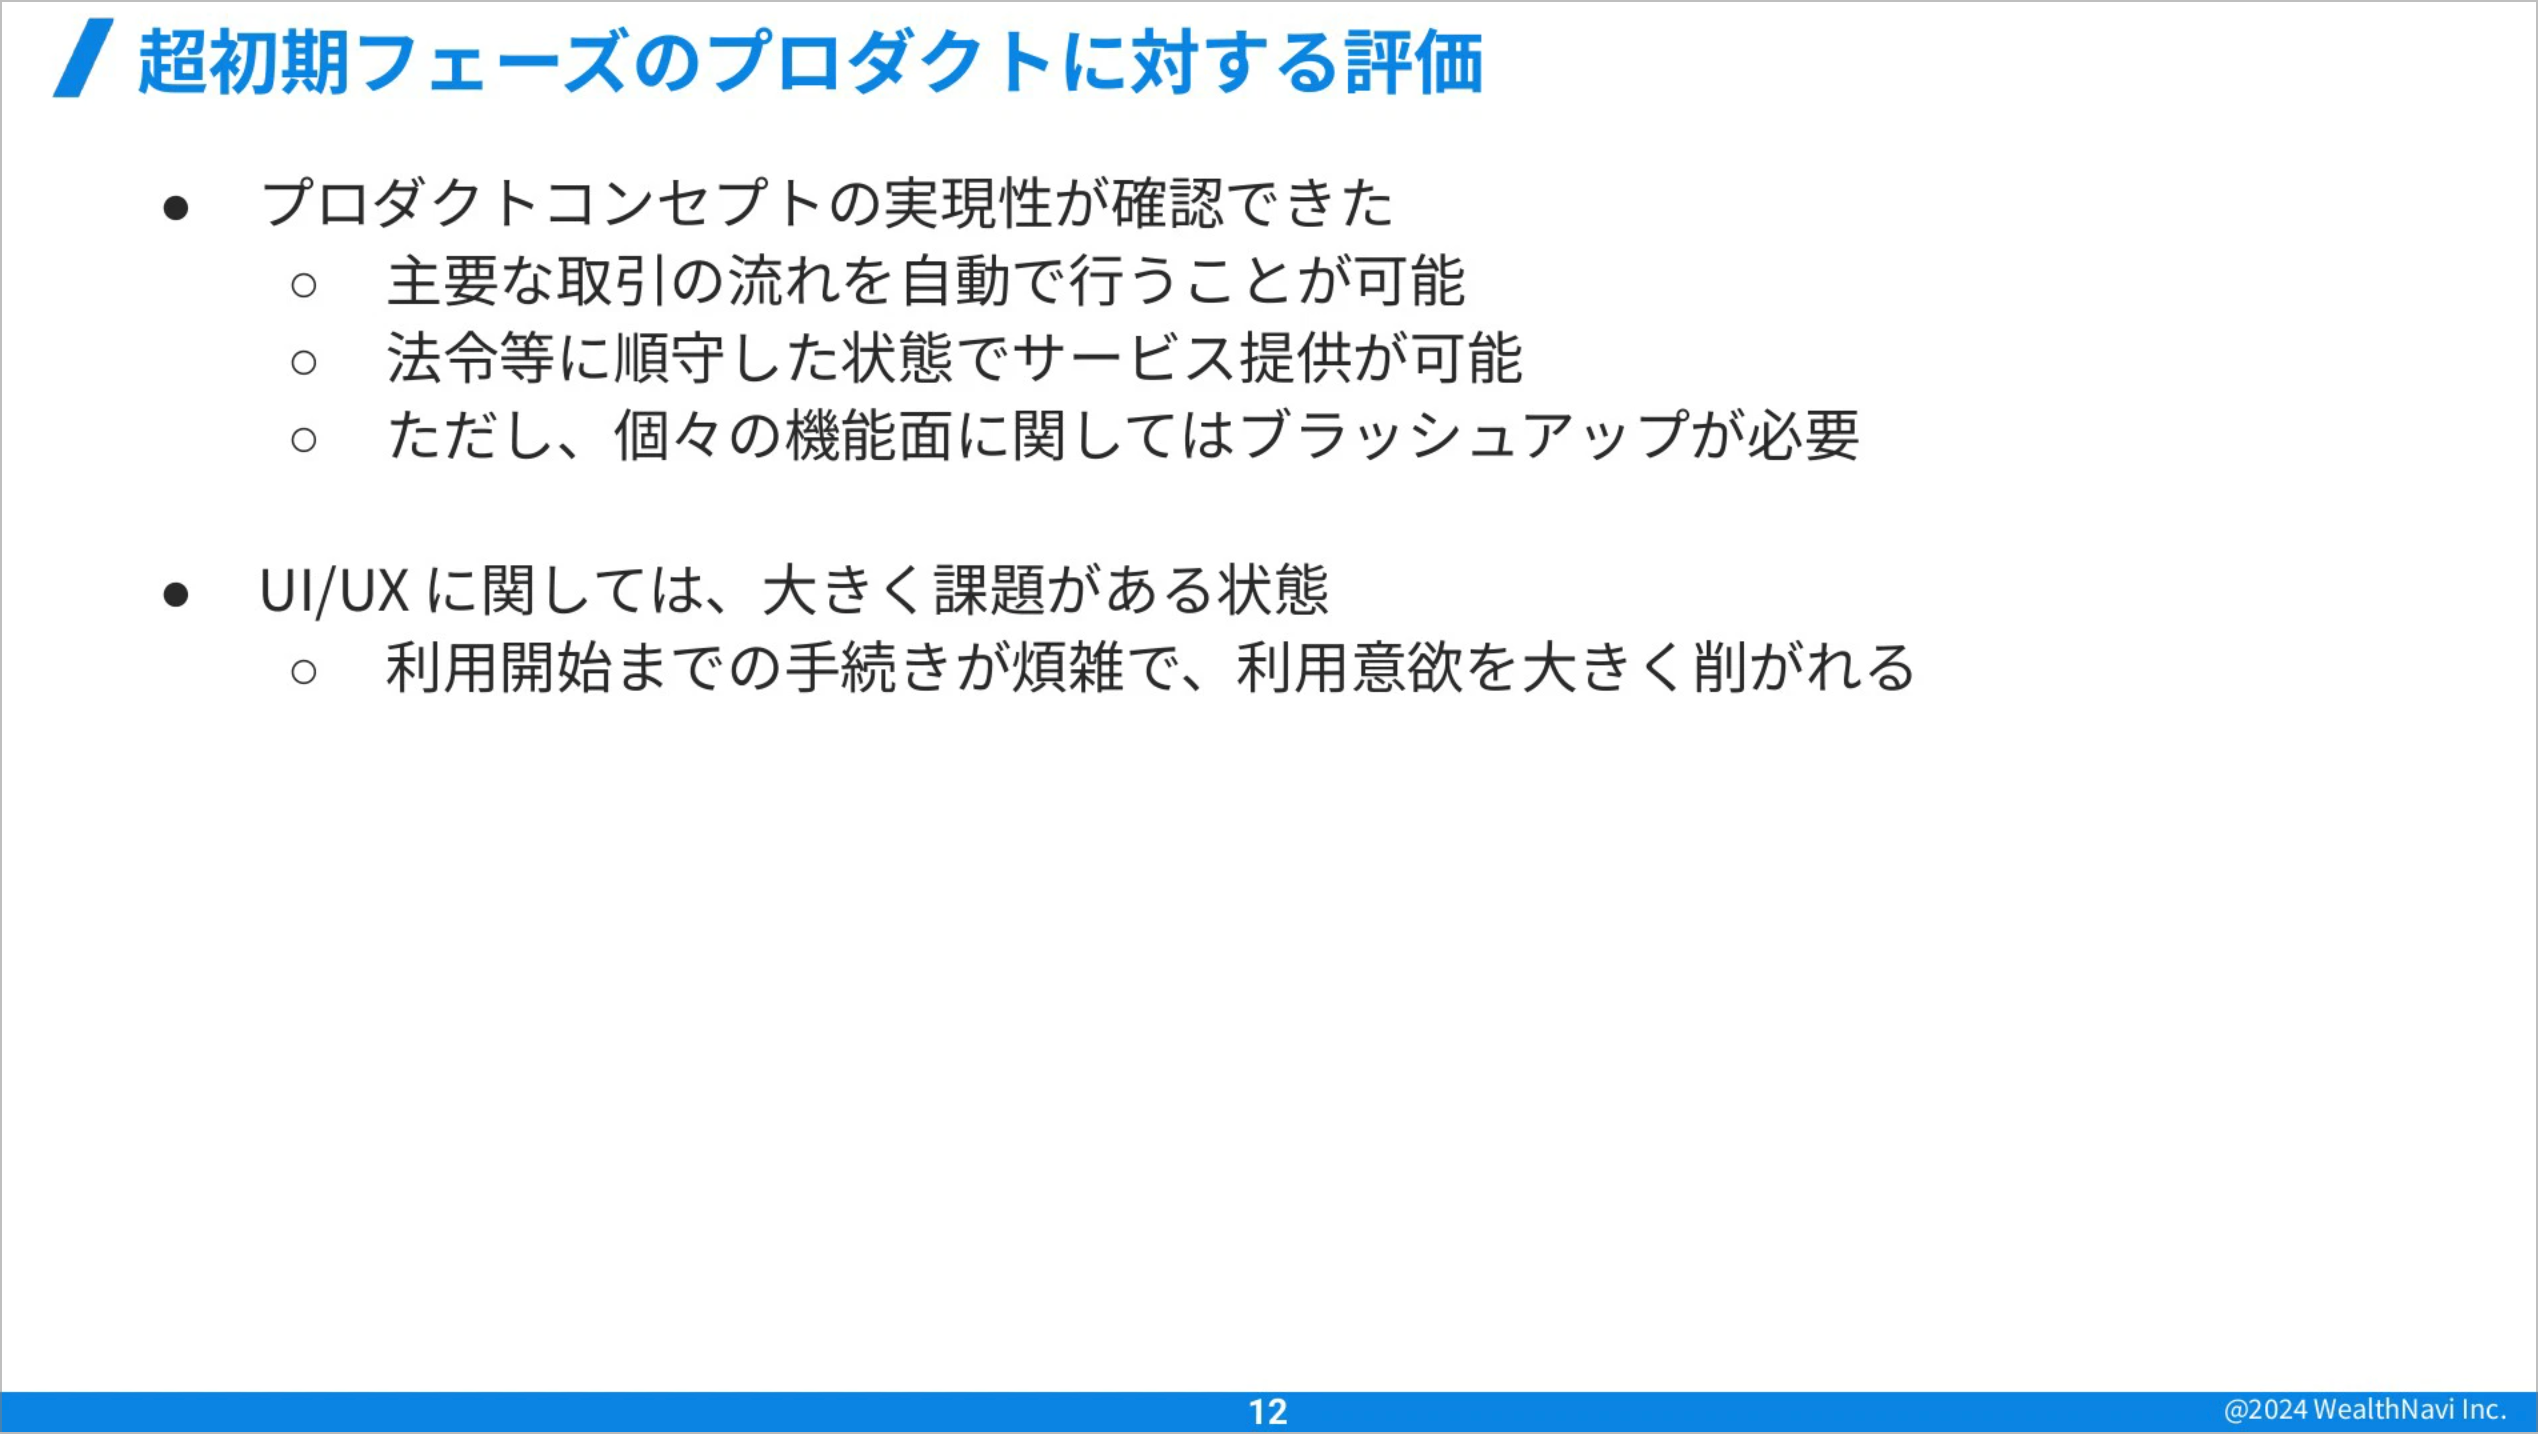 超初期フェーズのプロダクトに対する評価
● プロダクトコンセプトの実現性が確認できた
○ 主要な取引の流れを自動で行うことが可能
○ 法令等に順守した状態でサービス提供が可能
○ ただし、個々の機能面に関してはブラッシュアップが必要
● UI/UX に関しては、大きく課題がある状態
○ 利用開始までの手続きが煩雑で、利用意欲を大きく削がれる
12
@2024 WealthNavi Inc.